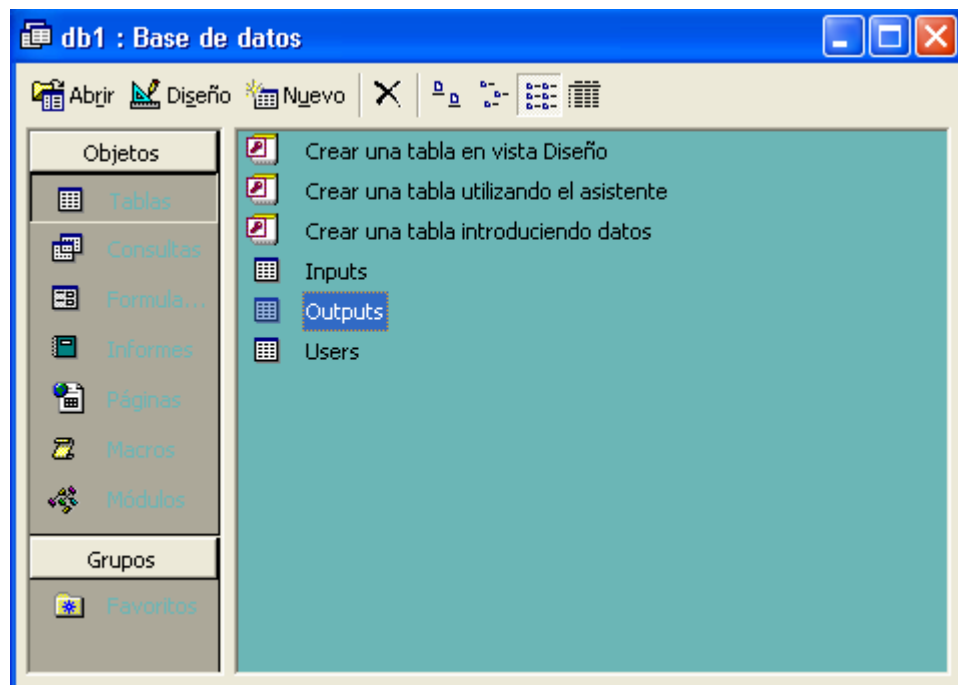 db1 : Base de datos
Abrir Diseño Nuevo
Objetos
Tablas
Consultas
Formula...
Informes
Páginas
Macros
Módulos
Grupos
Favoritos
Crear una tabla en vista Diseño
Crear una tabla utilizando el asistente
Crear una tabla introduciendo datos
Inputs
Outputs
Users